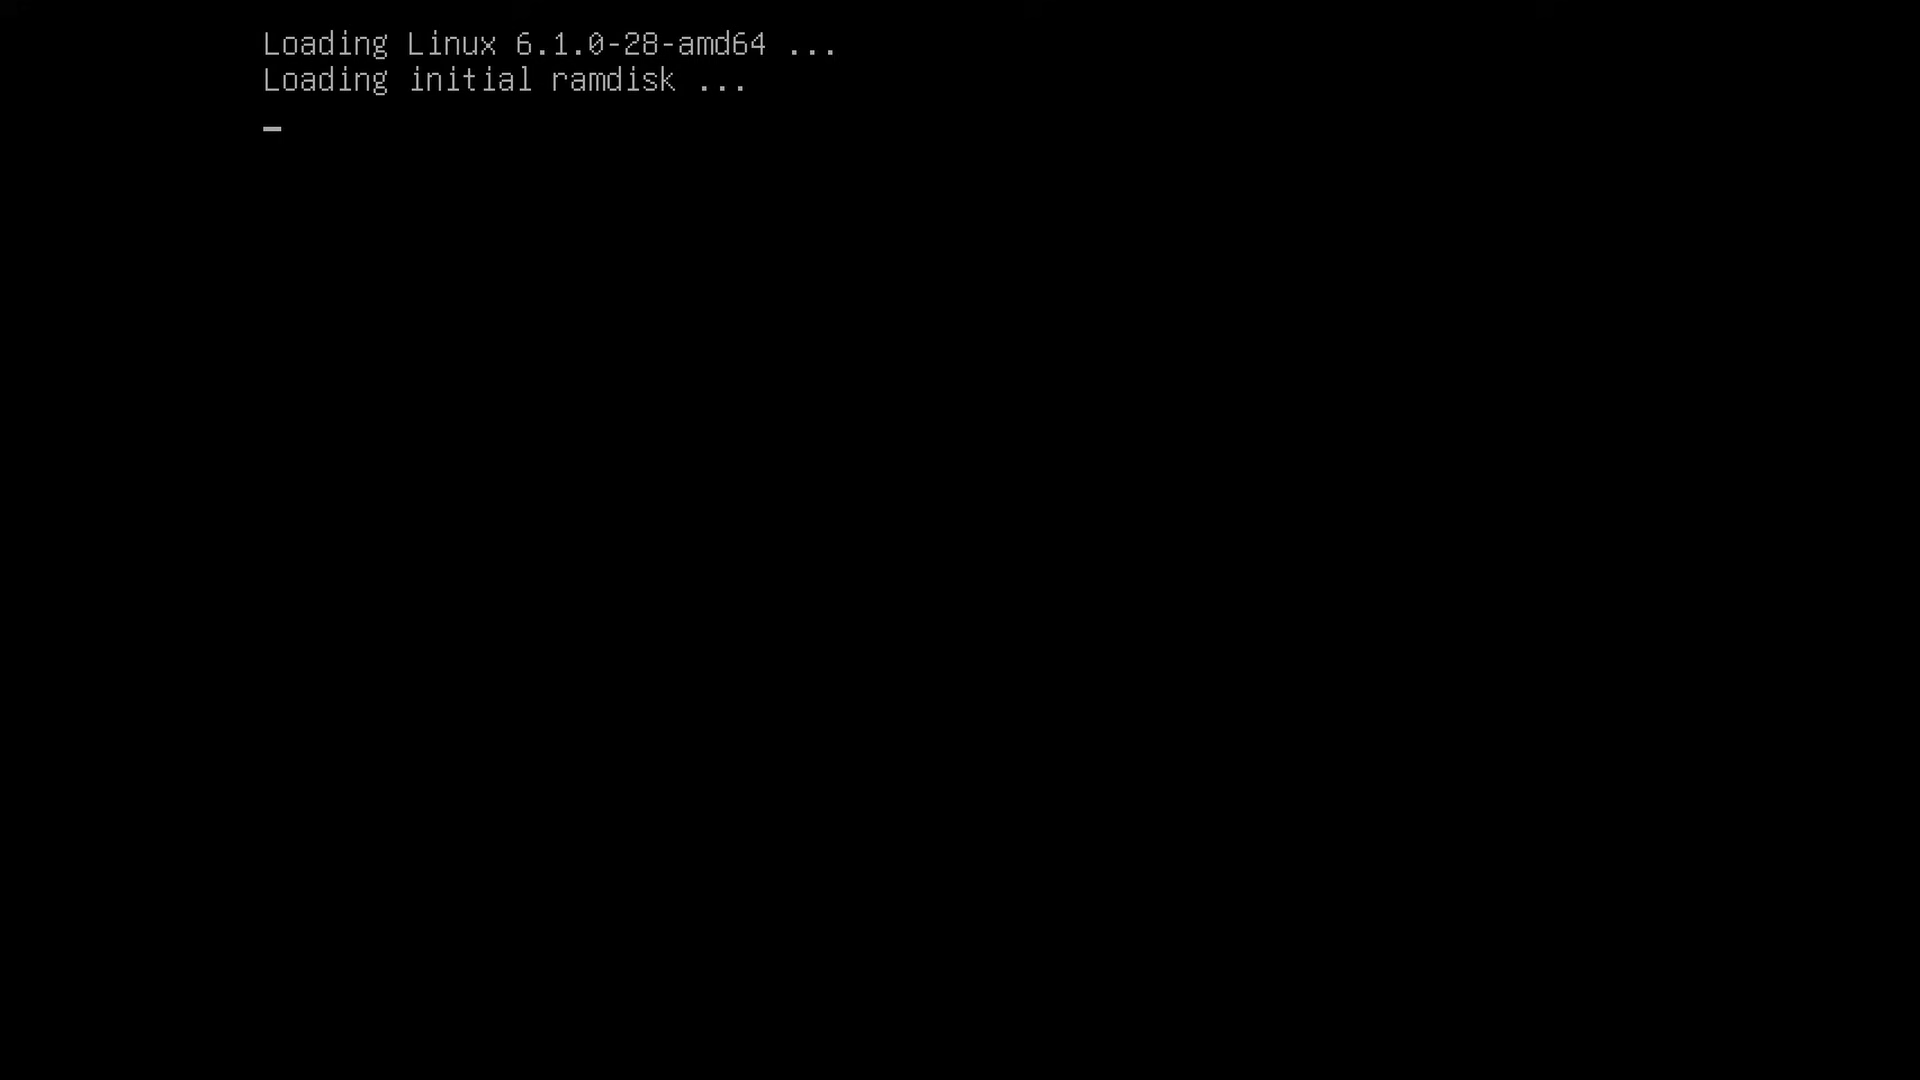 Loading Linux 6.1.0-28-amd64 ...
Loading initial ramdisk ...